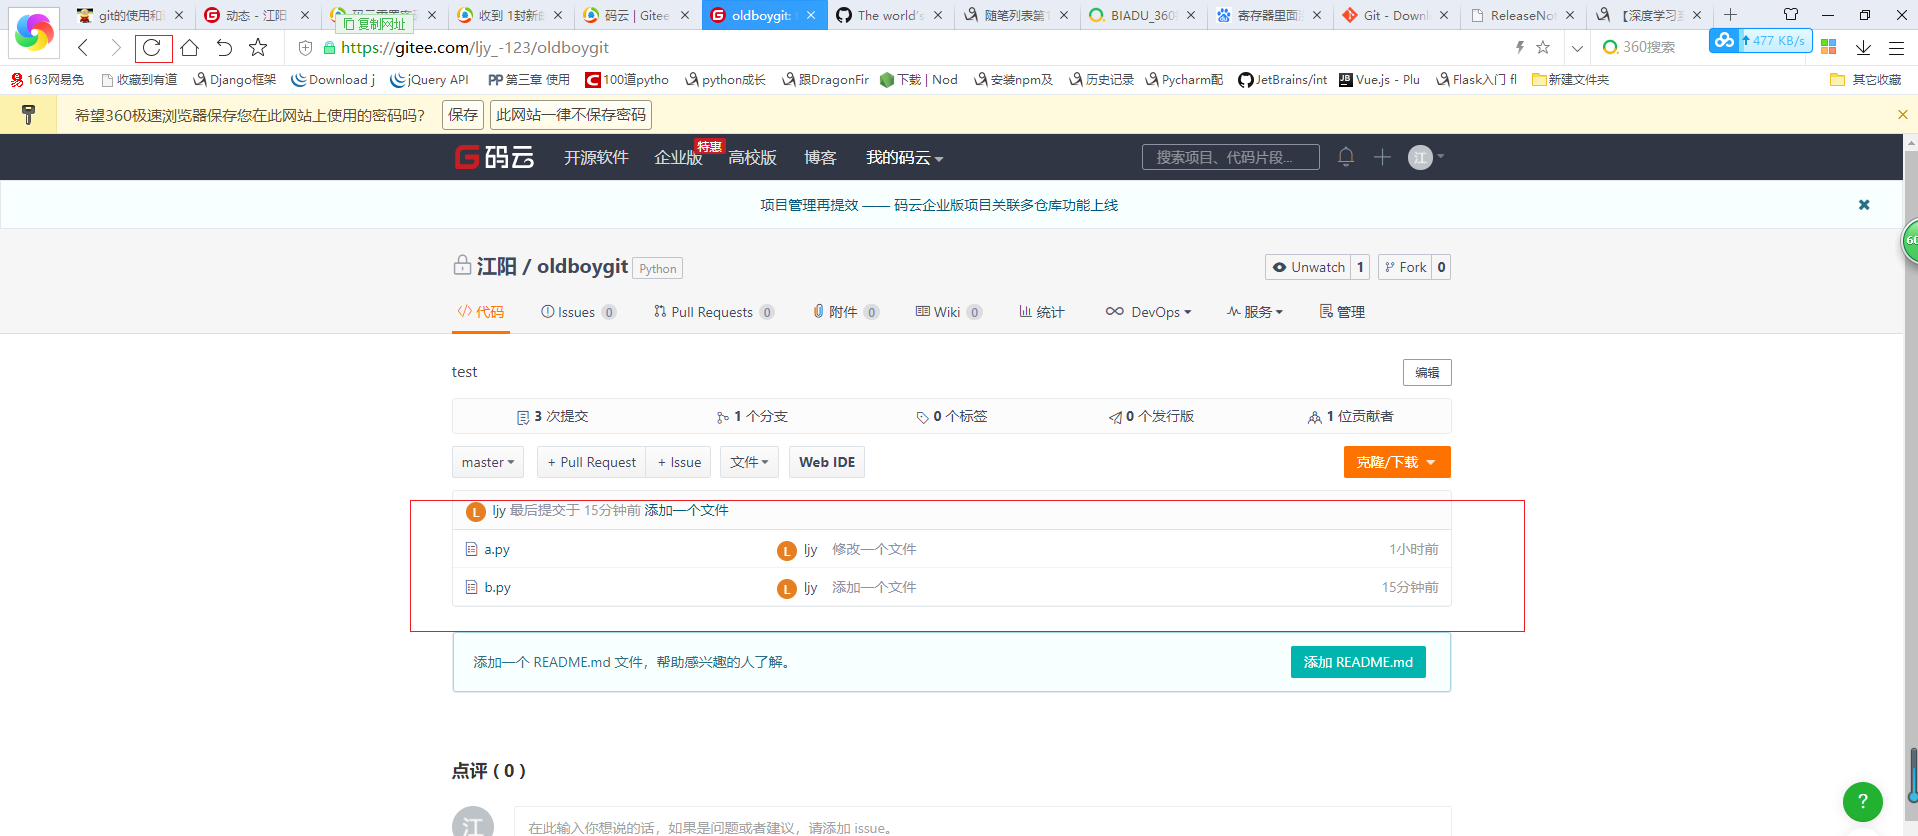 git的使用和 动态 - 江阳 码云重置密 收到 1封新邮 码云 | Gitee oldboygit: The world's 随笔列表第 BIADU_360 寄存器里面 Git - Downl ReleaseNot 【深度学习
复制网址
https://gitee.com/ljy_-123/oldboygit 360搜索 477 KB/s
163网易免 收藏到有道 Django框架 Download j jQuery API 第三章 使用 100道pytho python成长 跟DragonFir 下载 | Nod 安装npm及 历史记录 Pycharm配 JetBrains/int Vue.js - Plu Flask入门 fl 新建文件夹 其它收藏
希望360极速浏览器保存您在此网站上使用的密码吗? 保存 此网站一律不保存密码
码云 开源软件 企业版 特惠 高校版 博客 我的码云 搜索项目、代码片段... 江
项目管理再提效 —— 码云企业版项目关联多仓库功能上线
60
江阳 / oldboygit Python Unwatch 1 Fork 0
代码 Issues 0 Pull Requests 0 附件 0 Wiki 0 统计 DevOps 服务 管理
test 编辑
3 次提交 1 个分支 0 个标签 0 个发行版 1 位贡献者
master + Pull Request + Issue 文件 Web IDE 克隆/下载
L ljy 最后提交于 15分钟前 添加一个文件
a.py L ljy 修改一个文件 1小时前
b.py L ljy 添加一个文件 15分钟前
添加一个 README.md 文件，帮助感兴趣的人了解。 添加 README.md
点评 ( 0 )
?
江 在此输入你想说的话，如果是问题或者建议，请添加 issue。